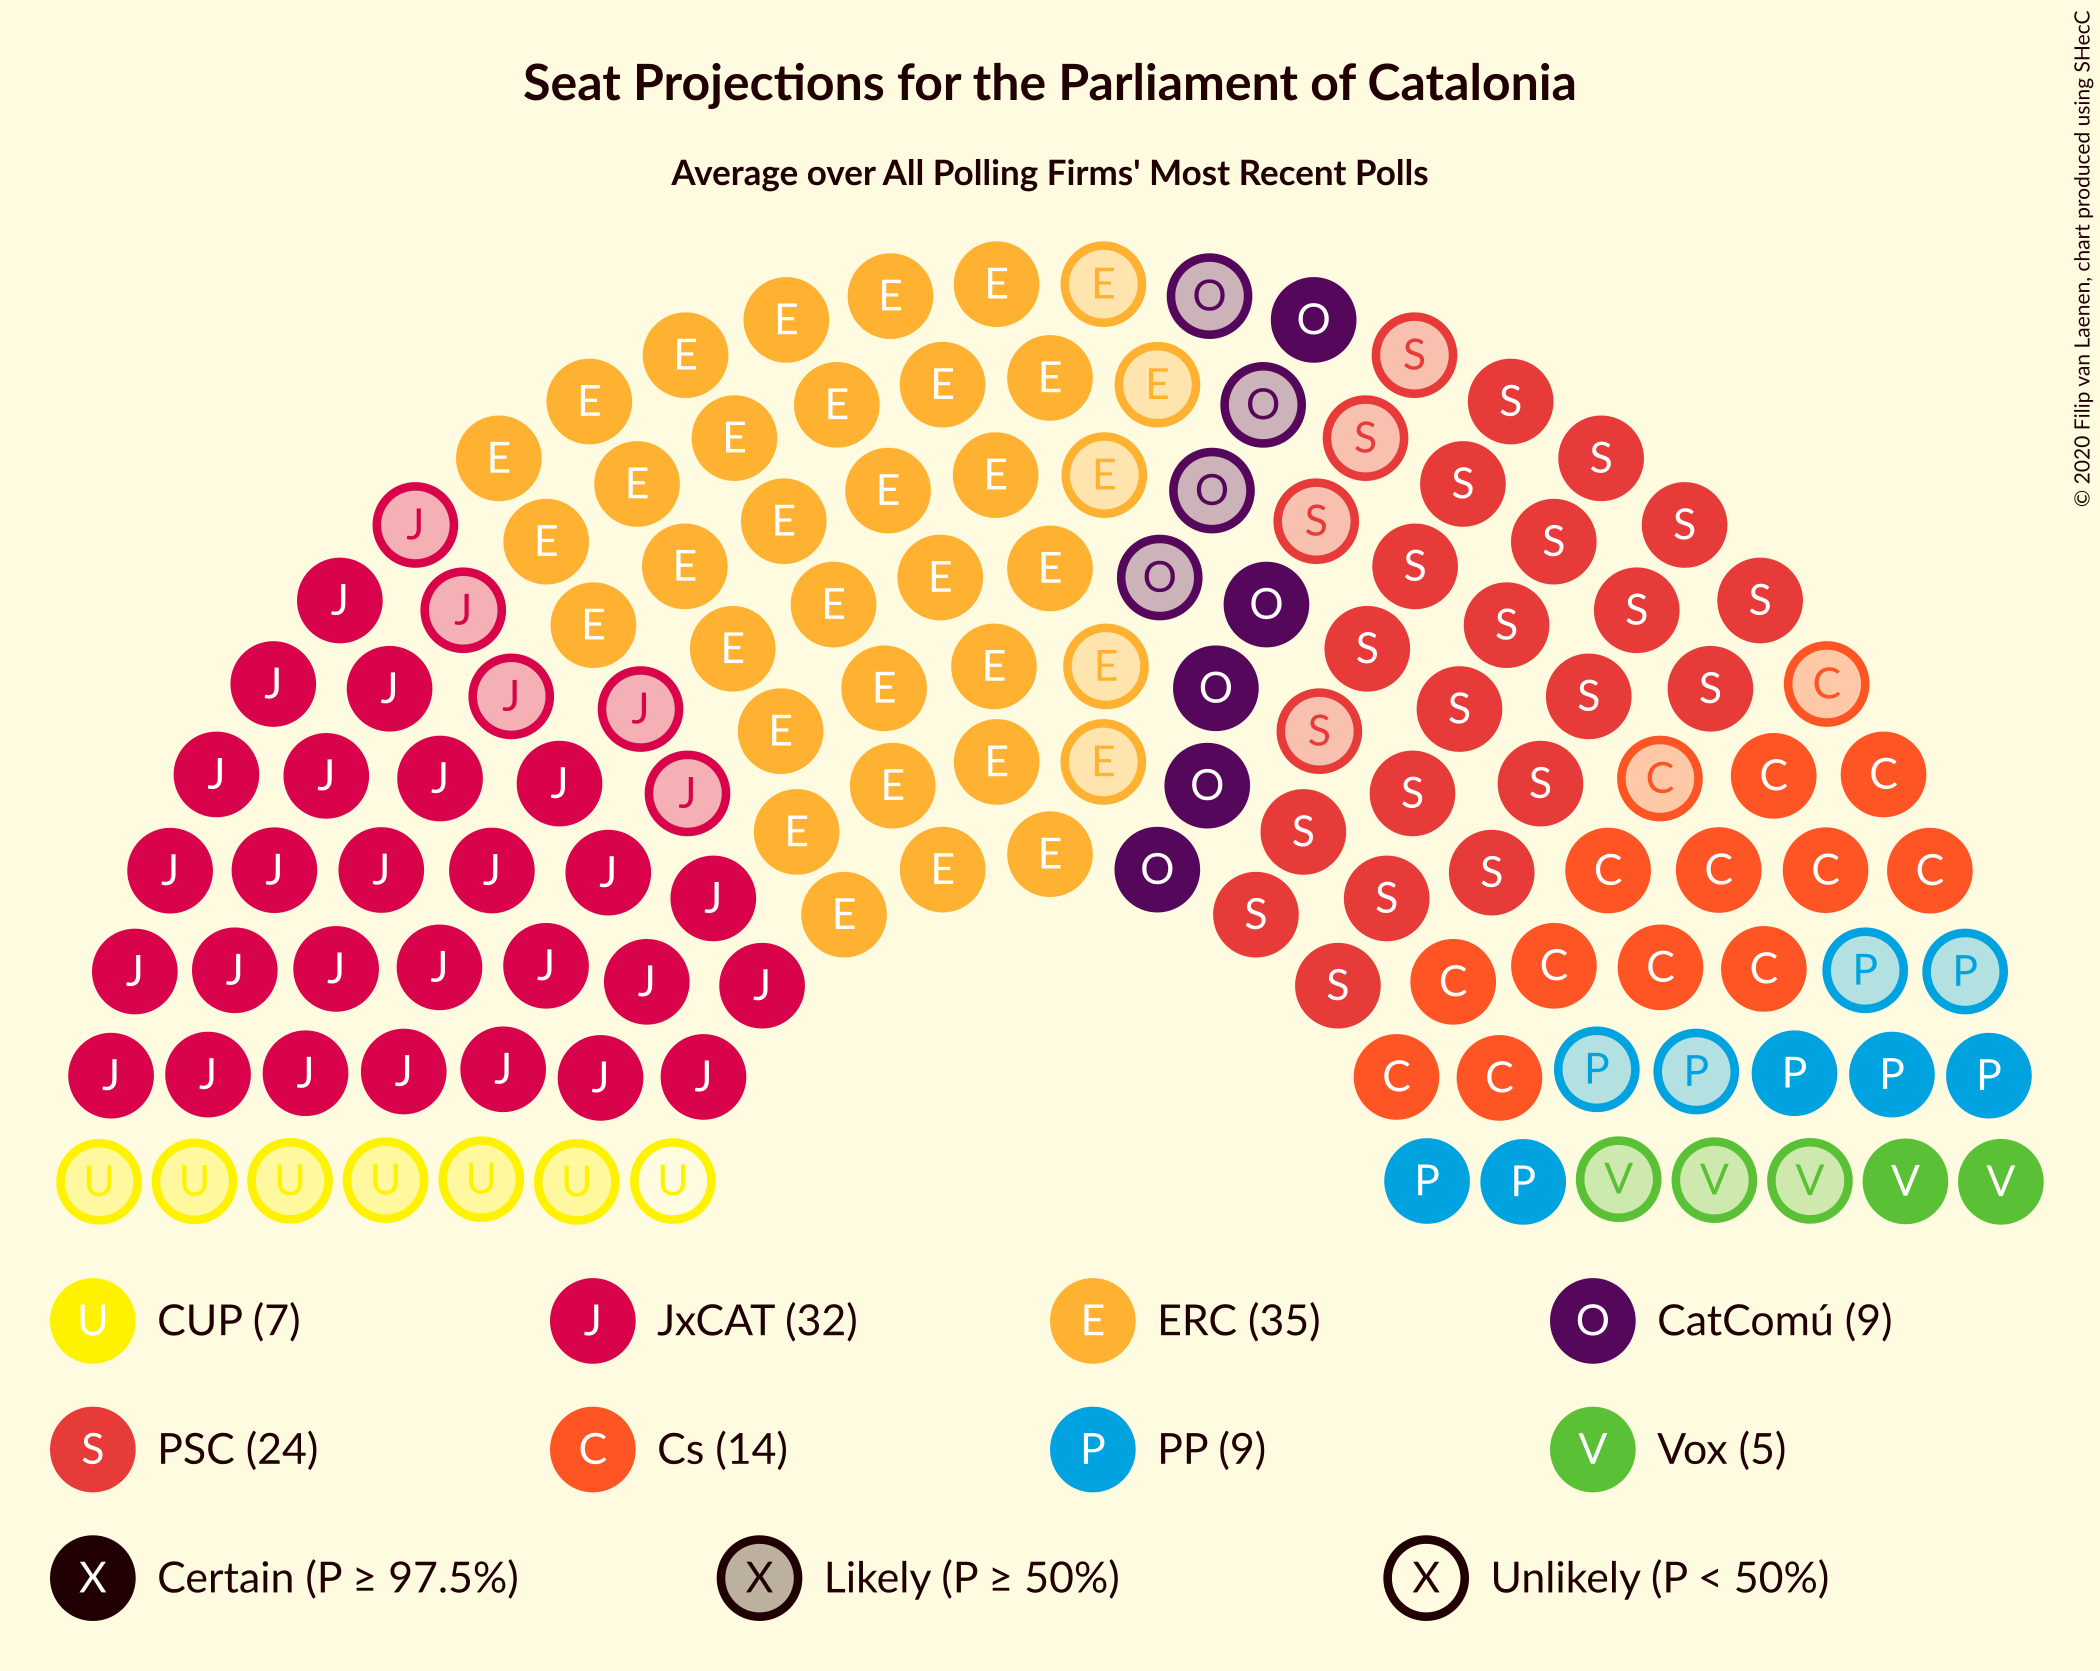 Seat Projections for the Parliament of Catalonia
Average over All Polling Firms' Most Recent Polls
© 2020 Filip van Laenen, chart produced using SHecC
E E E O O
E E S
E E E E E O S S
E E E E O S S
E E E E O S S
J E E E E E O O S S S
J J E E E E E O O S S S S
J J J J E E E E E O S S S S C
J J J J J E E E E O S S S C C C
J J J J J J E E E E O S S S S C C C C
J J J J J J J S C C C C P P
J J J J J J J C C P P P P P
U U U U U U U P P V V V V V
U CUP (7) J JxCAT (32) E ERC (35) O CatComú (9)
S PSC (24) C Cs (14) P PP (9) V Vox (5)
X Certain (P ≥ 97.5%) X Likely (P ≥ 50%) X Unlikely (P < 50%)